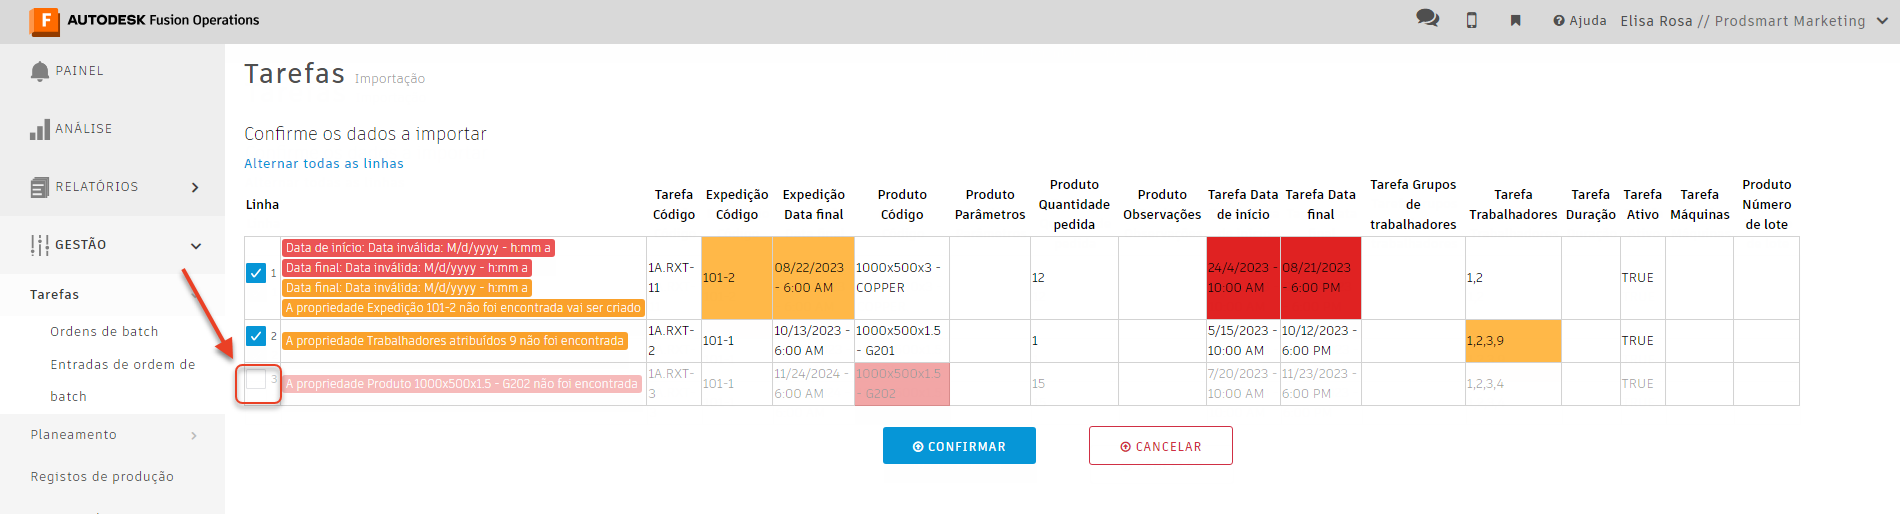 F AUTODESK Fusion Operations
Ajuda Elisa Rosa // Prodsmart Marketing
PAINEL
ANÁLISE
RELATÓRIOS
GESTÃO
Tarefas
Ordens de batch
Entradas de ordem de
batch
Planeamento
Registos de produção
Tarefas Importação
Confirme os dados a importar
Alternar todas as linhas
Linha
Tarefa
Código
Expedição
Código
Expedição
Data final
Produto
Código
Produto
Parâmetros
Produto
Quantidade
pedida
Produto
Observações
Tarefa Data
de início
Tarefa Data
final
Tarefa Grupos
de
trabalhadores
Tarefa
Trabalhadores
Tarefa
Duração
Tarefa
Ativo
Tarefa
Máquinas
Produto
Número
de lote
1
Data de início: Data inválida: M/d/yyyy - h:mm a
Data final: Data inválida: M/d/yyyy - h:mm a
Data final: Data inválida: M/d/yyyy - h:mm a
A propriedade Expedição 101-2 não foi encontrada vai ser criado
1A.RXT-
11
101-2
08/22/2023
- 6:00 AM
1000x500x3 -
COPPER
12
24/4/2023 -
10:00 AM
08/21/2023
- 6:00 PM
1,2
TRUE
2
A propriedade Trabalhadores atribuídos 9 não foi encontrada
1A.RXT-
2
101-1
10/13/2023 -
6:00 AM
1000x500x1.5
- G201
1
5/15/2023 -
10:00 AM
10/12/2023 -
6:00 PM
1,2,3,9
TRUE
3
A propriedade Produto 1000x500x1.5 - G202 não foi encontrada
1A.RXT-
3
101-1
11/24/2024 -
6:00 AM
1000x500x1.5
- G202
15
7/20/2023 -
10:00 AM
11/23/2023 -
6:00 PM
1,2,3,4
TRUE
CONFIRMAR
CANCELAR